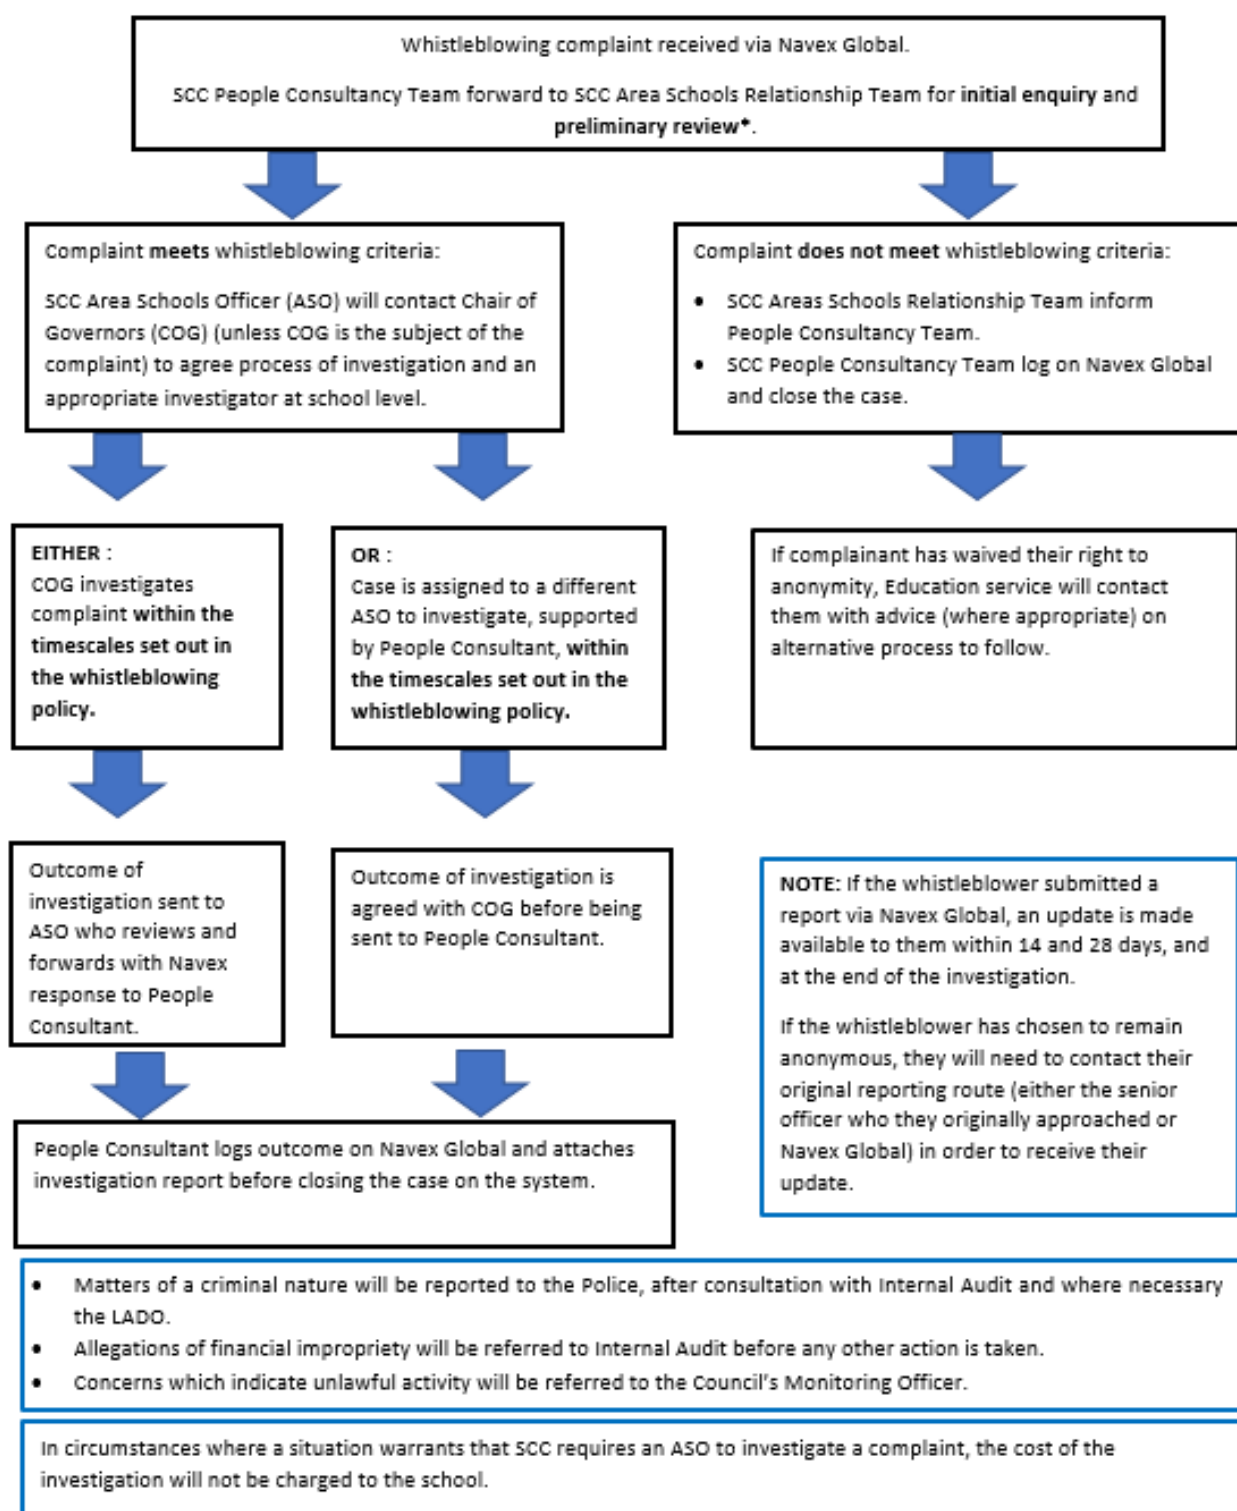 Whistleblowing complaint received via Navex Global.
SCC People Consultancy Team forward to SCC Area Schools Relationship Team for initial enquiry and
preliminary review*.
Complaint meets whistleblowing criteria:
SCC Area Schools Officer (ASO) will contact Chair of
Governors (COG) (unless COG is the subject of the
complaint) to agree process of investigation and an
appropriate investigator at school level.
Complaint does not meet whistleblowing criteria:
• SCC Areas Schools Relationship Team inform
People Consultancy Team.
• SCC People Consultancy Team log on Navex Global
and close the case.
EITHER :
COG investigates
complaint within the
timescales set out in
the whistleblowing
policy.
OR :
Case is assigned to a different
ASO to investigate, supported
by People Consultant, within
the timescales set out in the
whistleblowing policy.
If complainant has waived their right to
anonymity, Education service will contact
them with advice (where appropriate) on
alternative process to follow.
Outcome of
investigation sent to
ASO who reviews and
forwards with Navex
response to People
Consultant.
Outcome of investigation is
agreed with COG before being
sent to People Consultant.
NOTE: If the whistleblower submitted a
report via Navex Global, an update is made
available to them within 14 and 28 days, and
at the end of the investigation.
If the whistleblower has chosen to remain
anonymous, they will need to contact their
original reporting route (either the senior
officer who they originally approached or
Navex Global) in order to receive their
update.
People Consultant logs outcome on Navex Global and attaches
investigation report before closing the case on the system.
• Matters of a criminal nature will be reported to the Police, after consultation with Internal Audit and where necessary
the LADO.
• Allegations of financial impropriety will be referred to Internal Audit before any other action is taken.
• Concerns which indicate unlawful activity will be referred to the Council's Monitoring Officer.
In circumstances where a situation warrants that SCC requires an ASO to investigate a complaint, the cost of the
investigation will not be charged to the school.